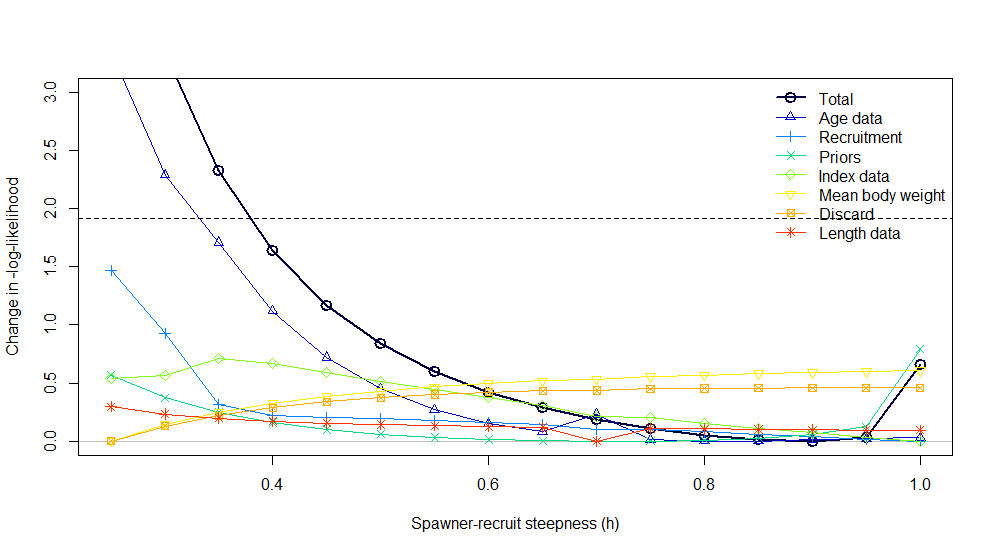 Change in -log-likelihood
3.0
2.5
2.0
1.5
1.0
0.5
0.0
Total
Age data
Recruitment
Priors
Index data
Mean body weight
Discard
Length data
0.4 0.6 0.8 1.0
Spawner-recruit steepness (h)